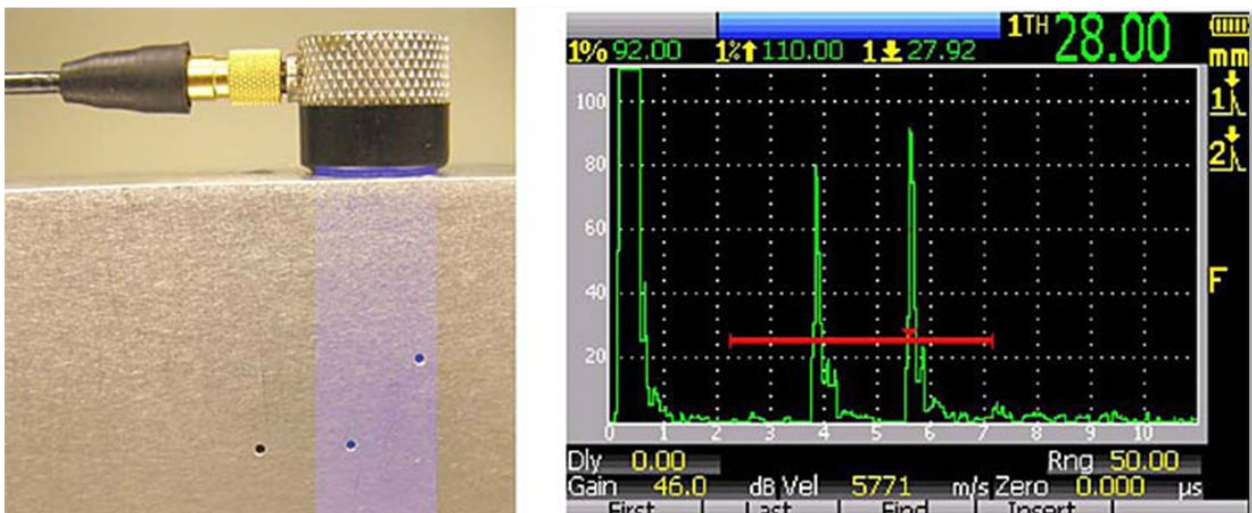 1TH 28.00
1% 92.00 1%↑110.00 1⤓27.92 mm
100
80
60
40
20
1
2
F
0 1 2 3 4 5 6 7 8 9 10
Dly 0.00 Rng 50.00
Gain 46.0 dB Vel 5771 m/s Zero 0.000 µs
First Last Find Insert